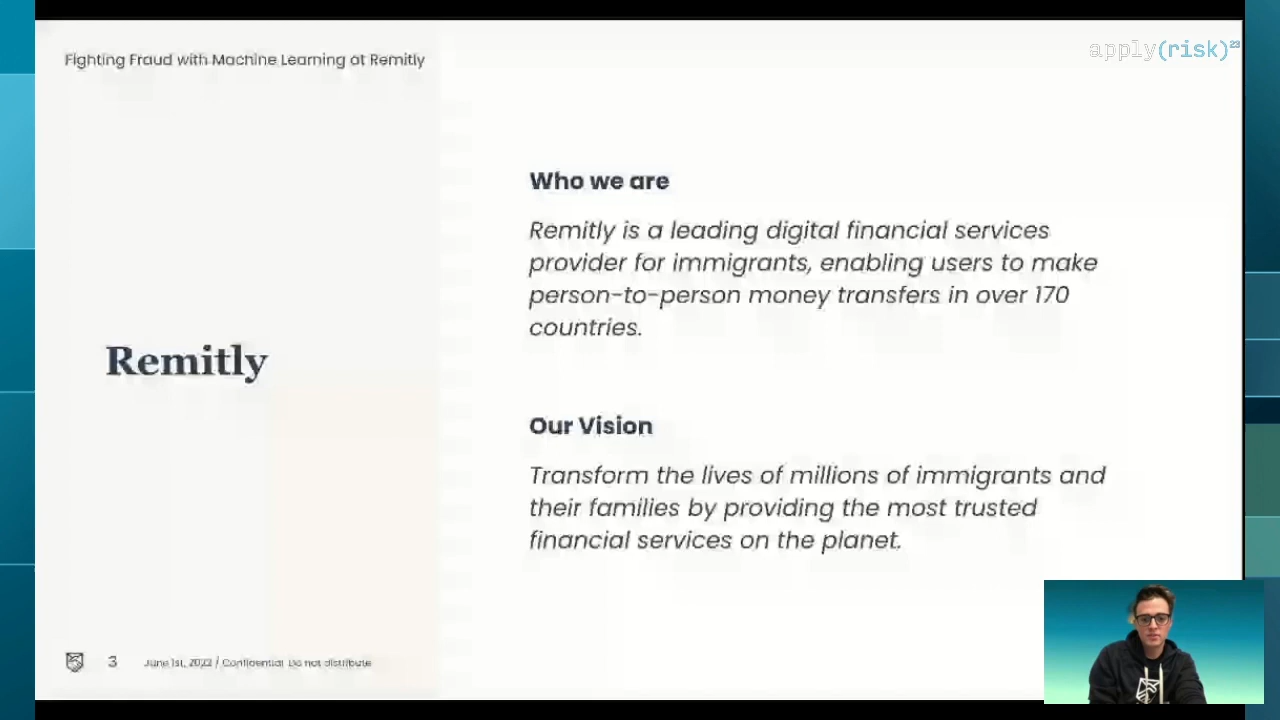 Fighting Fraud with Machine Learning at Remitly
apply(risk)²³
Who we are
Remitly is a leading digital financial services
provider for immigrants, enabling users to make
person-to-person money transfers in over 170
countries.
Remitly
Our Vision
Transform the lives of millions of immigrants and
their families by providing the most trusted
financial services on the planet.
3 June 1st, 2022 / Confidential Do not distribute